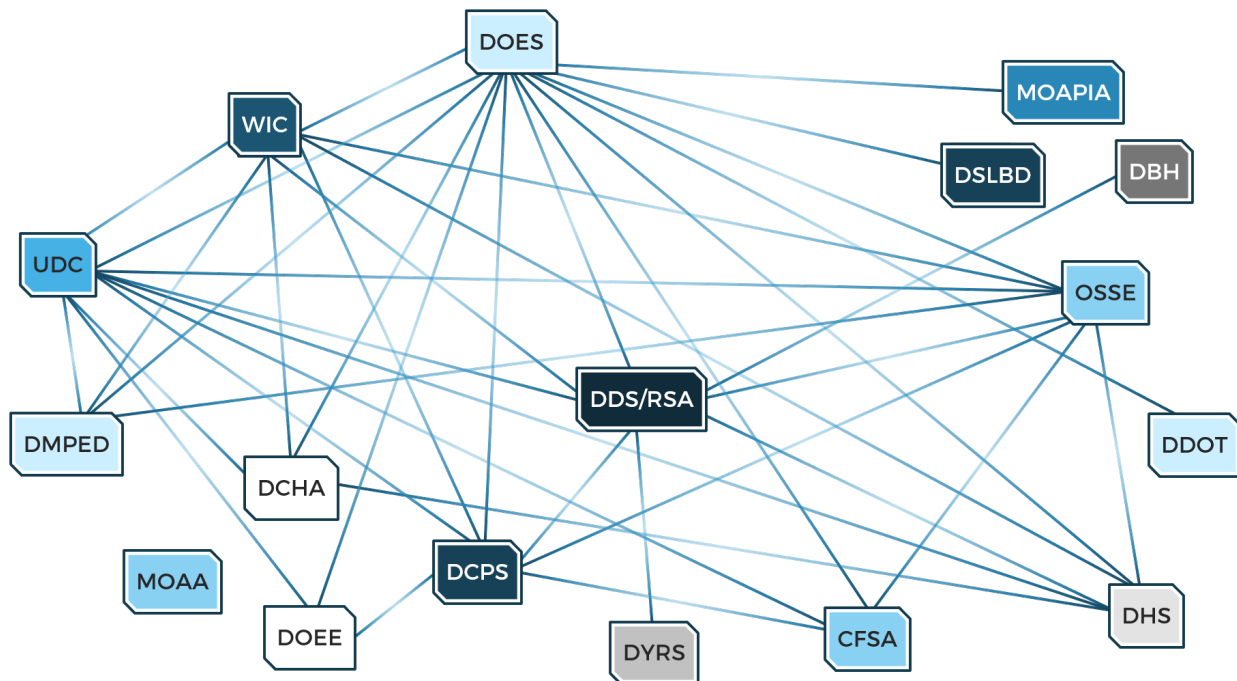 DOES
MOAPIA
WIC
DSLBD
DBH
UDC
OSSE
DDS/RSA
DMPED
DDOT
DCHA
DCPS
MOAA
DHS
DOEE
CFSA
DYRS